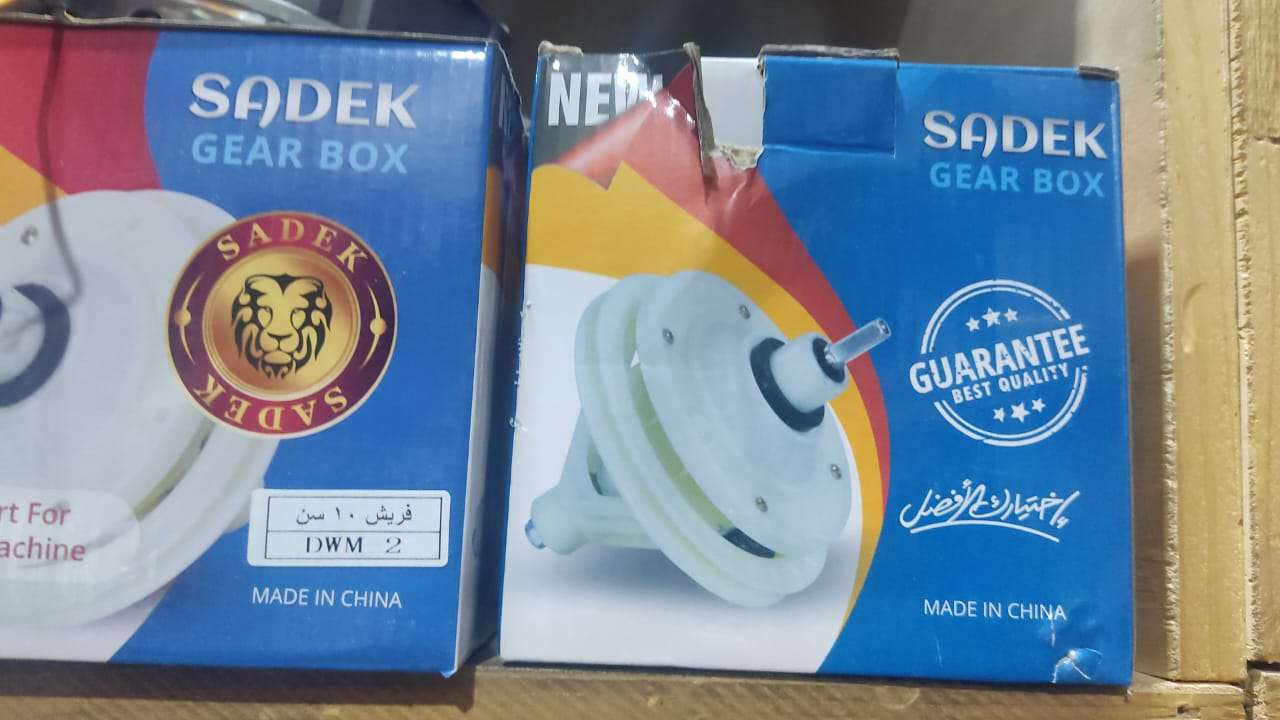 SADEK
GEAR BOX
SADEK
SADEK
rt For
achine
فريش ١٠ سن
DWM 2
MADE IN CHINA
NEW
SADEK
GEAR BOX
GUARANTEE
BEST QUALITY
إختيارك الأفضل
MADE IN CHINA